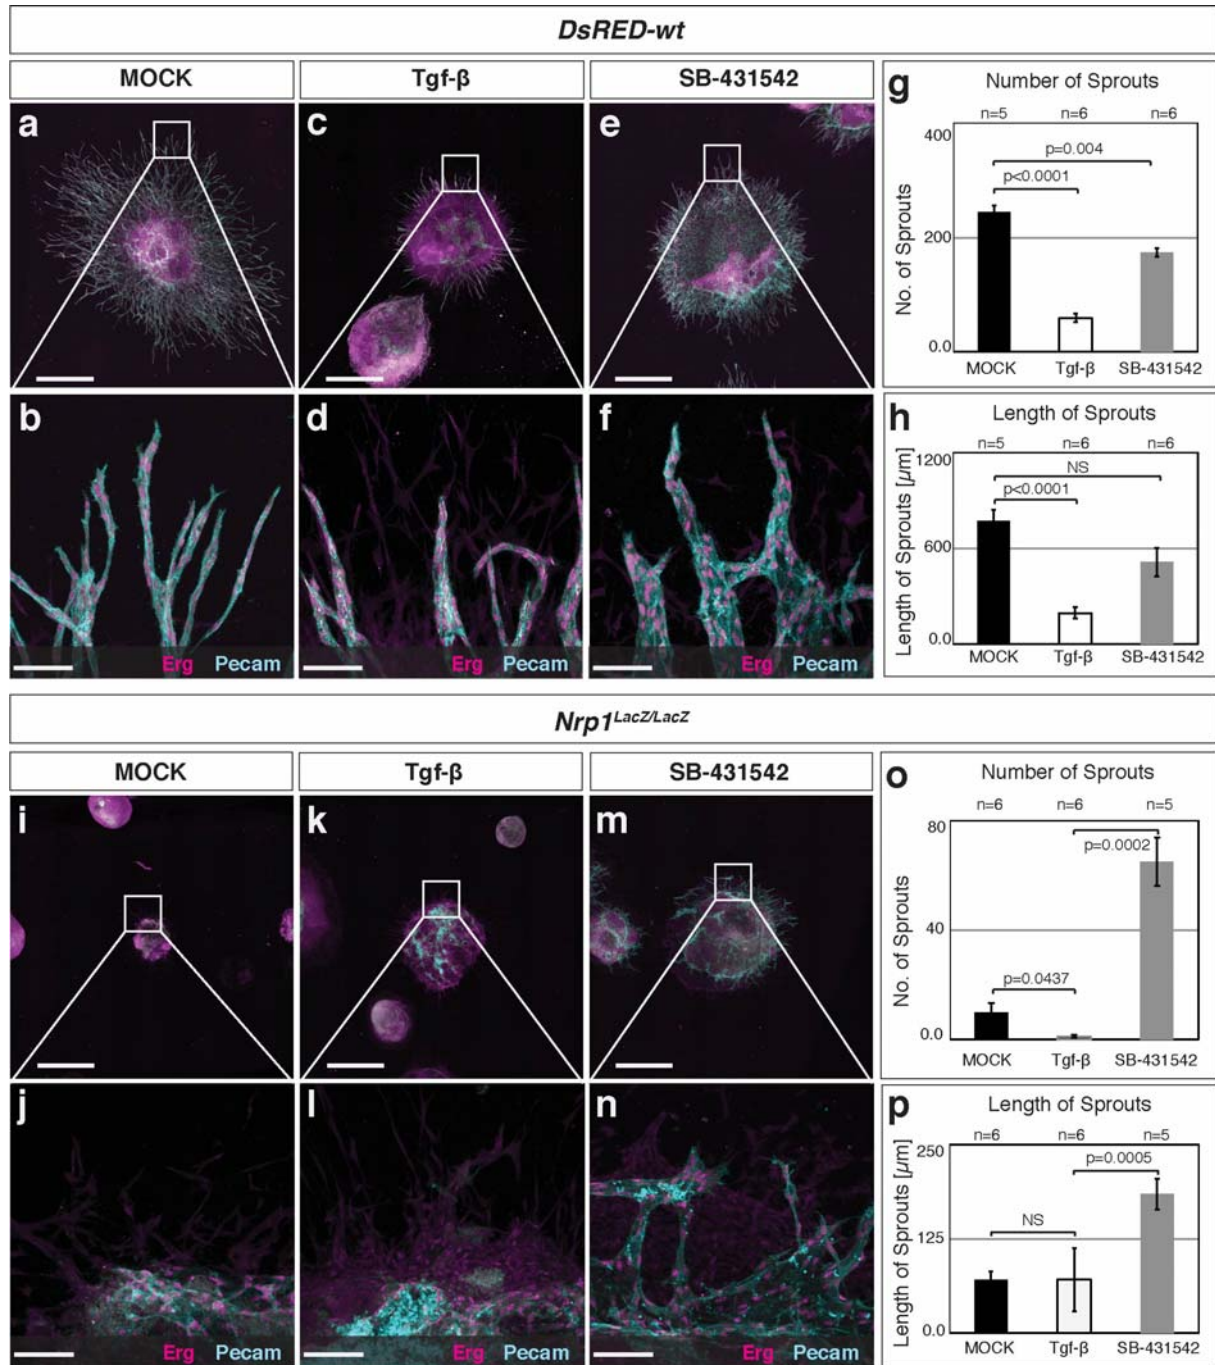 DsRED-wt
MOCK
Tgf-β
SB-431542
a
c
e
b
d
f
Erg Pecam
Erg Pecam
Erg Pecam
g
Number of Sprouts
n=5 n=6 n=6
400
p=0.004
p<0.0001
200
0.0
No. of Sprouts
MOCK Tgf-β SB-431542
h
Length of Sprouts
n=5 n=6 n=6
1200
NS
p<0.0001
600
0.0
Length of Sprouts [µm]
MOCK Tgf-β SB-431542
Nrp1LacZ/LacZ
MOCK
Tgf-β
SB-431542
i
k
m
j
l
n
Erg Pecam
Erg Pecam
Erg Pecam
o
Number of Sprouts
n=6 n=6 n=5
80
p=0.0002
40
p=0.0437
0.0
No. of Sprouts
MOCK Tgf-β SB-431542
p
Length of Sprouts
n=6 n=6 n=5
250
p=0.0005
125
NS
0.0
Length of Sprouts [µm]
MOCK Tgf-β SB-431542